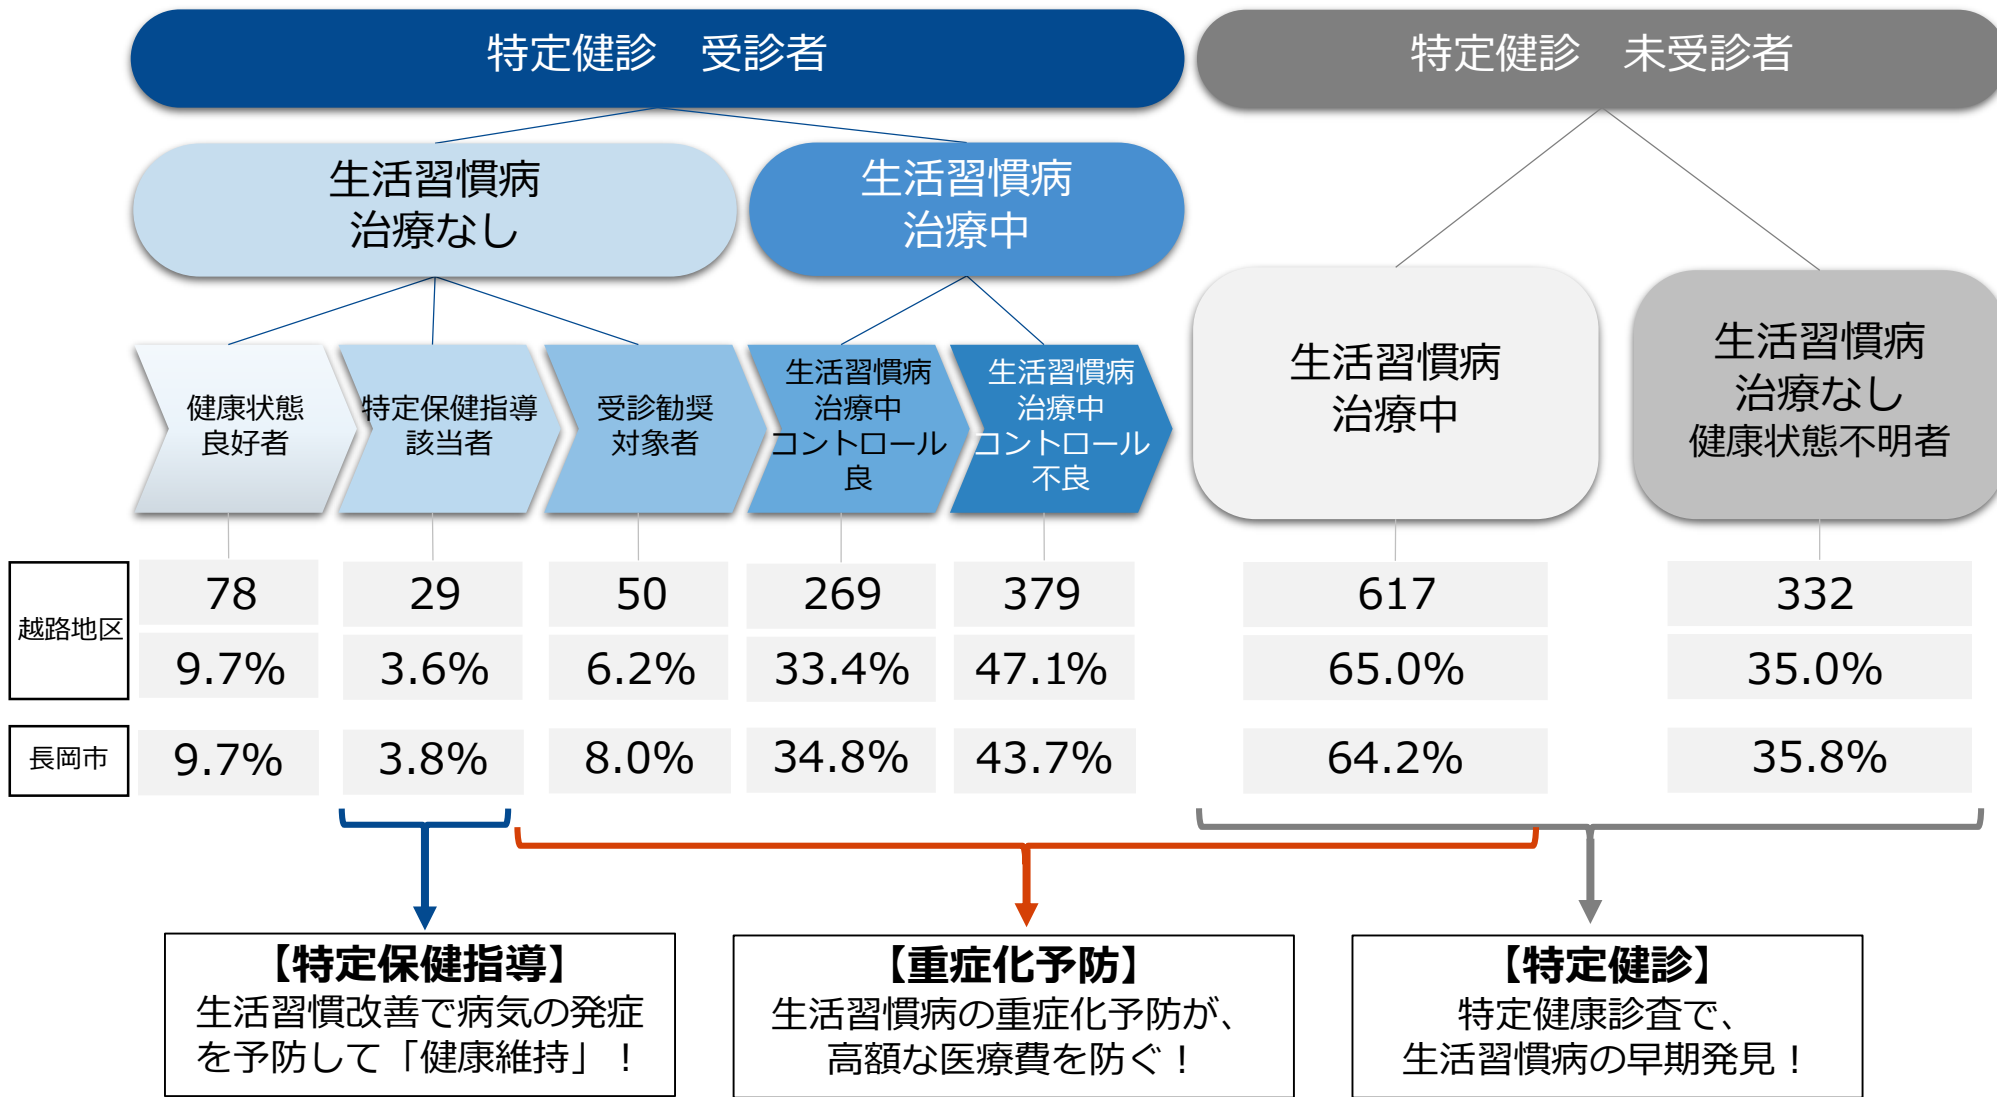 特定健診　受診者
特定健診　未受診者
生活習慣病
治療なし
生活習慣病
治療中
健康状態
良好者
特定保健指導
該当者
受診勧奨
対象者
生活習慣病
治療中
コントロール
良
生活習慣病
治療中
コントロール
不良
生活習慣病
治療中
生活習慣病
治療なし
健康状態不明者
越路地区
78
29
50
269
379
617
332
9.7%
3.6%
6.2%
33.4%
47.1%
65.0%
35.0%
長岡市
9.7%
3.8%
8.0%
34.8%
43.7%
64.2%
35.8%
【特定保健指導】
生活習慣改善で病気の発症
を予防して「健康維持」！
【重症化予防】
生活習慣病の重症化予防が、
高額な医療費を防ぐ！
【特定健診】
特定健康診査で、
生活習慣病の早期発見！